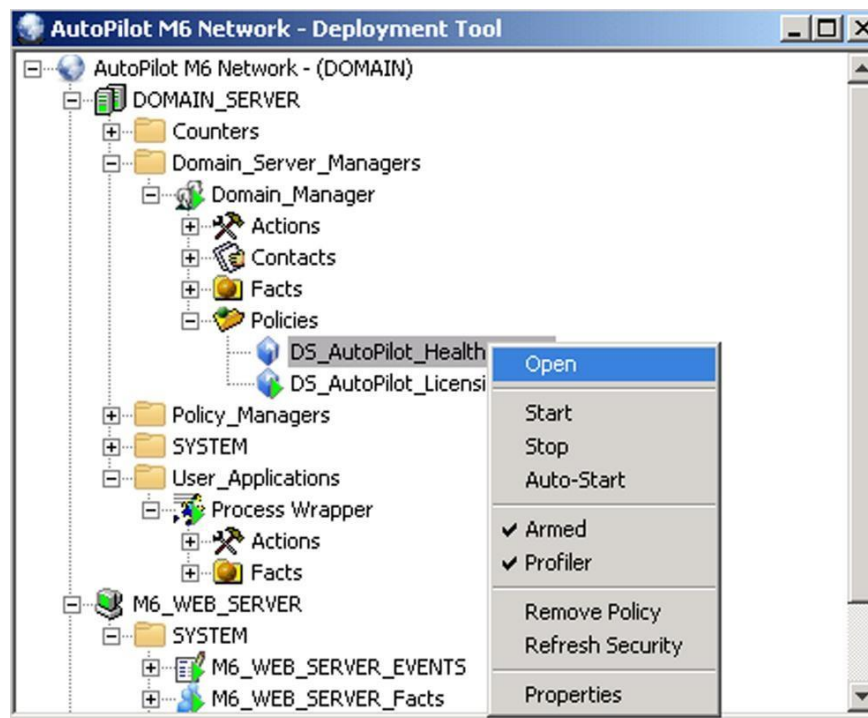 AutoPilot M6 Network - Deployment Tool
AutoPilot M6 Network - (DOMAIN)
DOMAIN_SERVER
Counters
Domain_Server_Managers
Domain_Manager
Actions
Contacts
Facts
Policies
DS_AutoPilot_Health
DS_AutoPilot_Licensi
Policy_Managers
SYSTEM
User_Applications
Process Wrapper
Actions
Facts
M6_WEB_SERVER
SYSTEM
M6_WEB_SERVER_EVENTS
M6_WEB_SERVER_Facts
Open
Start
Stop
Auto-Start
Armed
Profiler
Remove Policy
Refresh Security
Properties